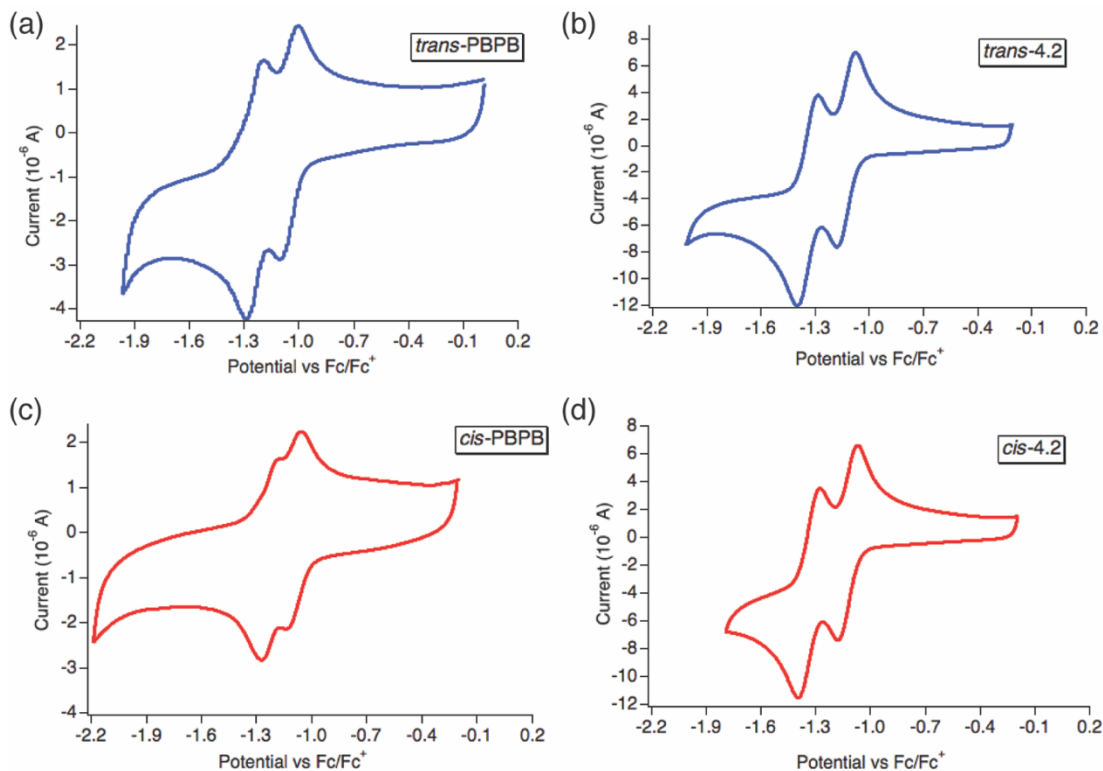 (a)
trans-PBPB
2
1
0
-1
-2
-3
-4
Current (10-6 A)
-2.2 -1.9 -1.6 -1.3 -1.0 -0.7 -0.4 -0.1 0.2
Potential vs Fc/Fc+
(b)
trans-4.2
8
6
4
2
0
-2
-4
-6
-8
-10
-12
Current (10-6 A)
-2.2 -1.9 -1.6 -1.3 -1.0 -0.7 -0.4 -0.1 0.2
Potential vs Fc/Fc+
(c)
cis-PBPB
2
1
0
-1
-2
-3
-4
Current (10-6 A)
-2.2 -1.9 -1.6 -1.3 -1.0 -0.7 -0.4 -0.1 0.2
Potential vs Fc/Fc+
(d)
cis-4.2
8
6
4
2
0
-2
-4
-6
-8
-10
-12
Current (10-6 A)
-2.2 -1.9 -1.6 -1.3 -1.0 -0.7 -0.4 -0.1 0.2
Potential vs Fc/Fc+